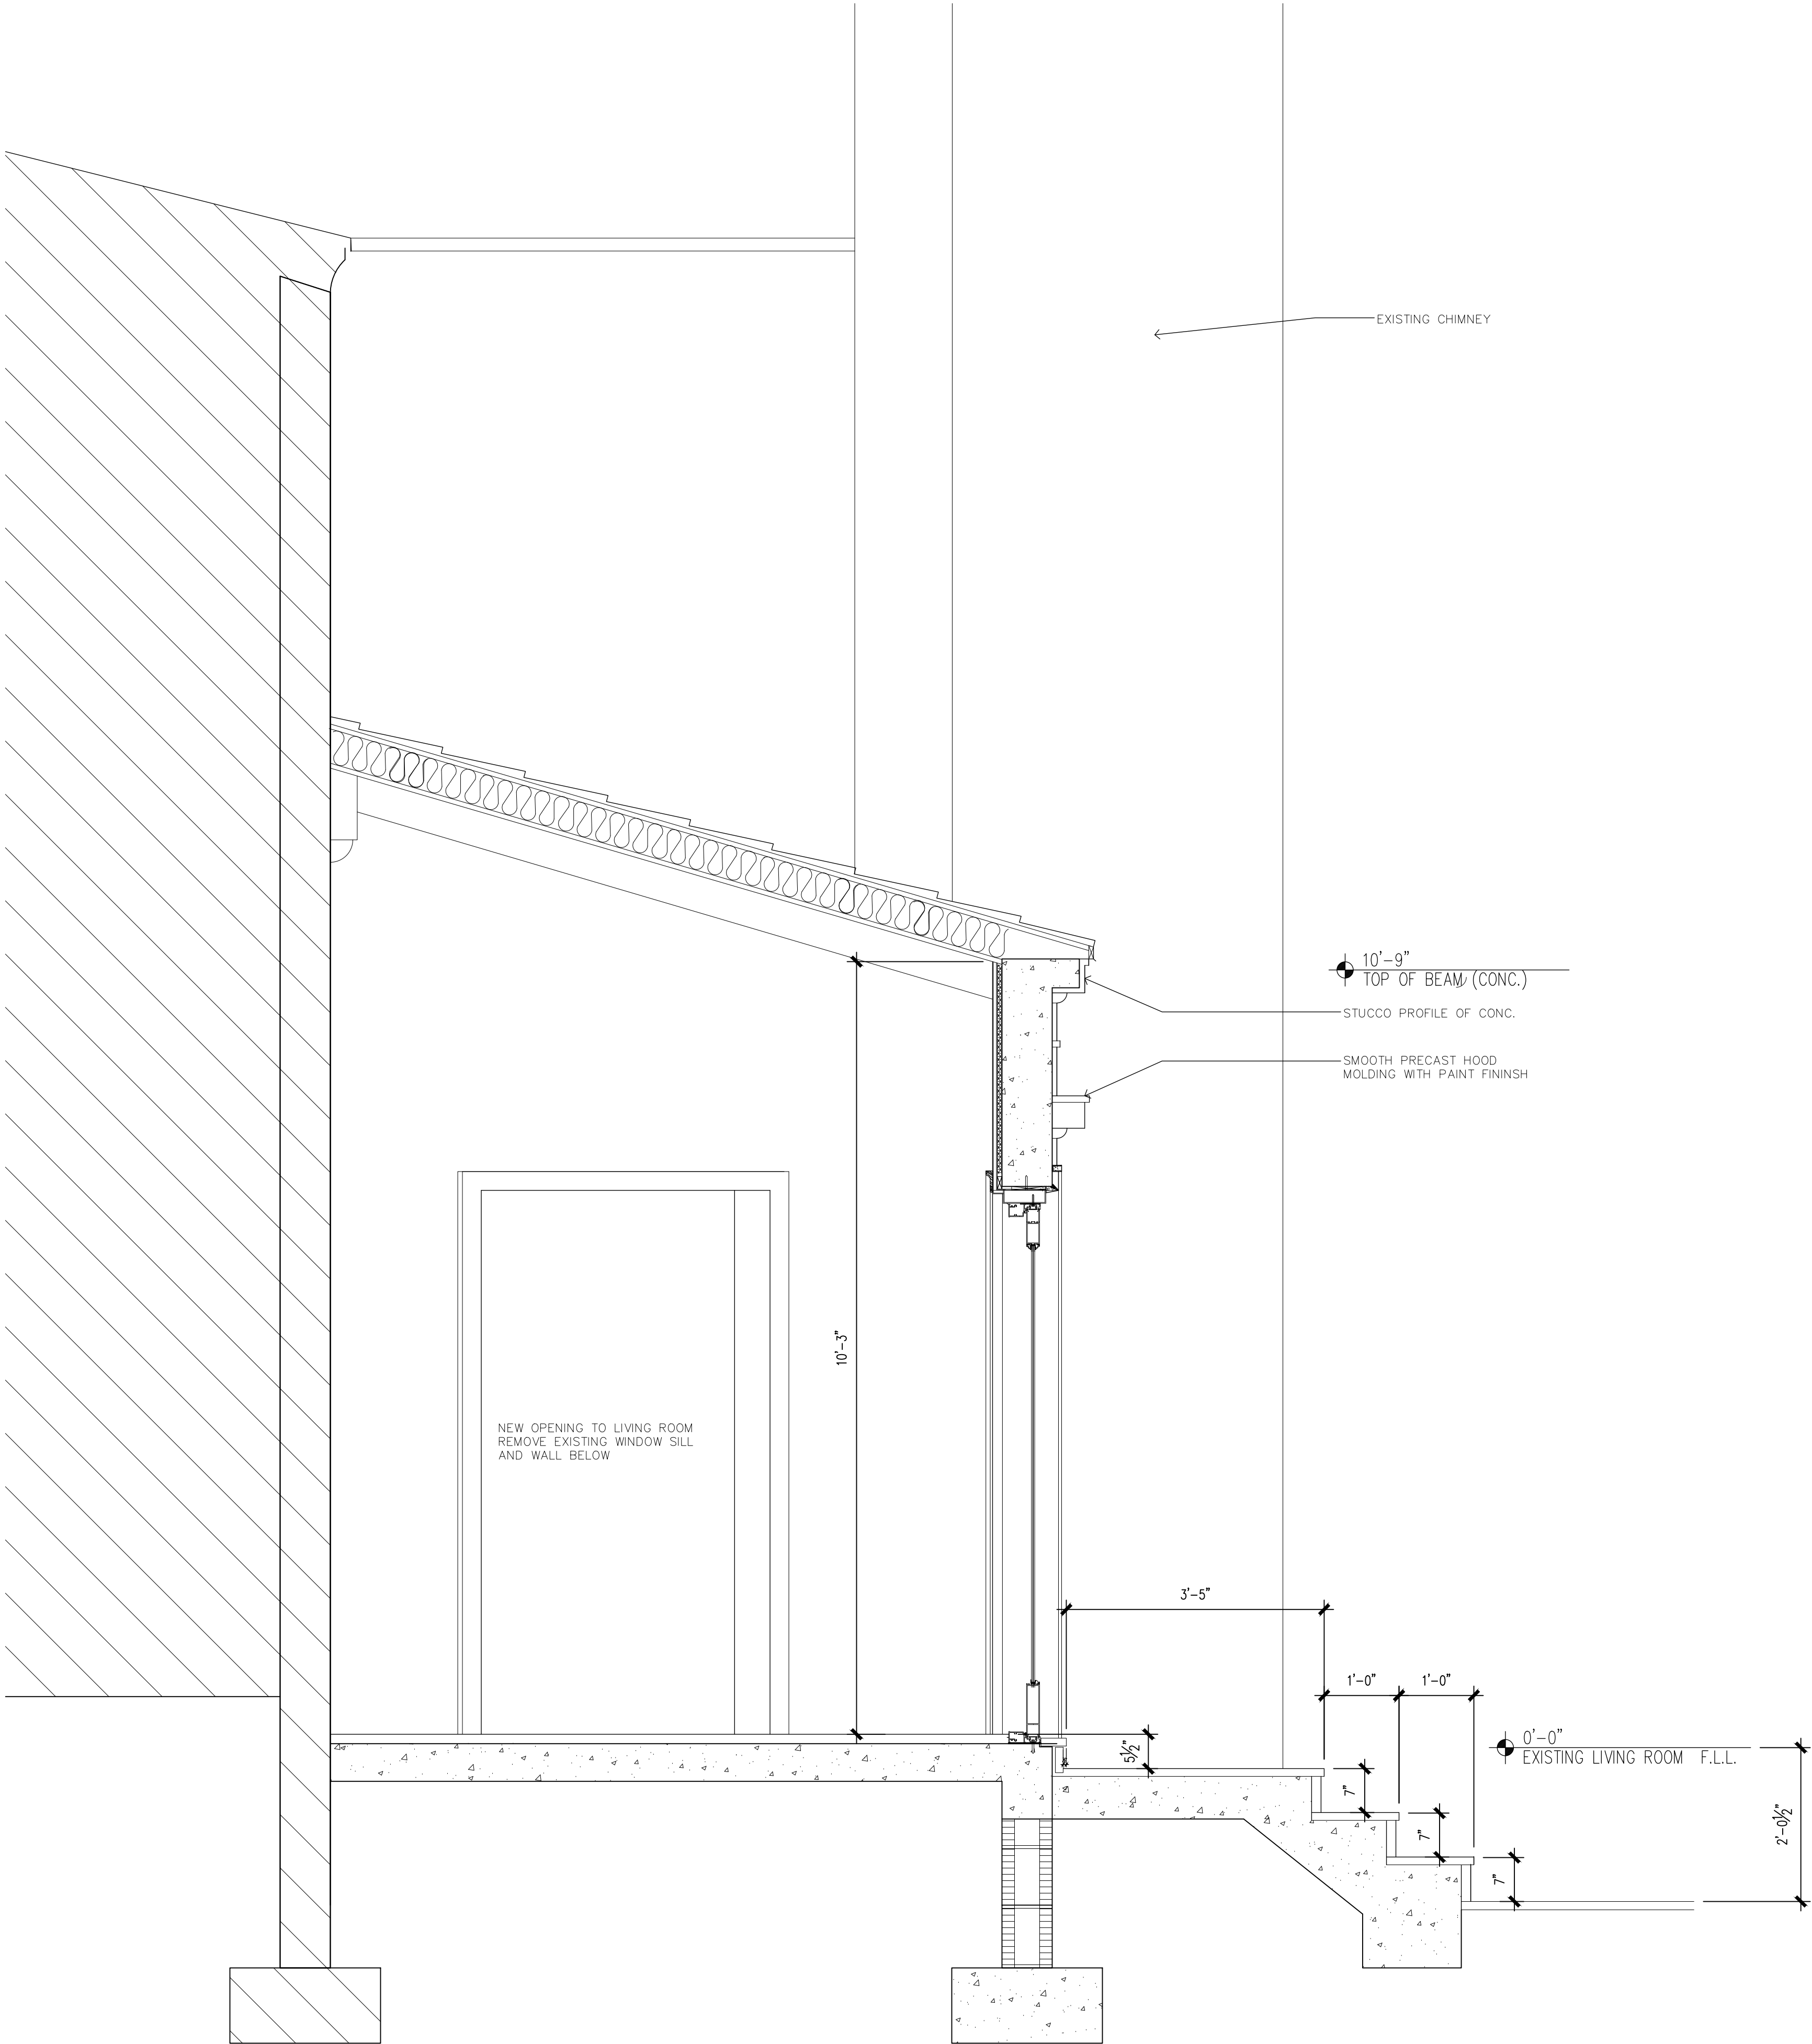 EXISTING CHIMNEY
10'-9"
TOP OF BEAM (CONC.)
STUCCO PROFILE OF CONC.
SMOOTH PRECAST HOOD
MOLDING WITH PAINT FININSH
10'-3"
NEW OPENING TO LIVING ROOM
REMOVE EXISTING WINDOW SILL
AND WALL BELOW
3'-5"
1'-0"
1'-0"
0'-0"
EXISTING LIVING ROOM F.L.L.
5½"
7"
7"
7"
2'-0½"